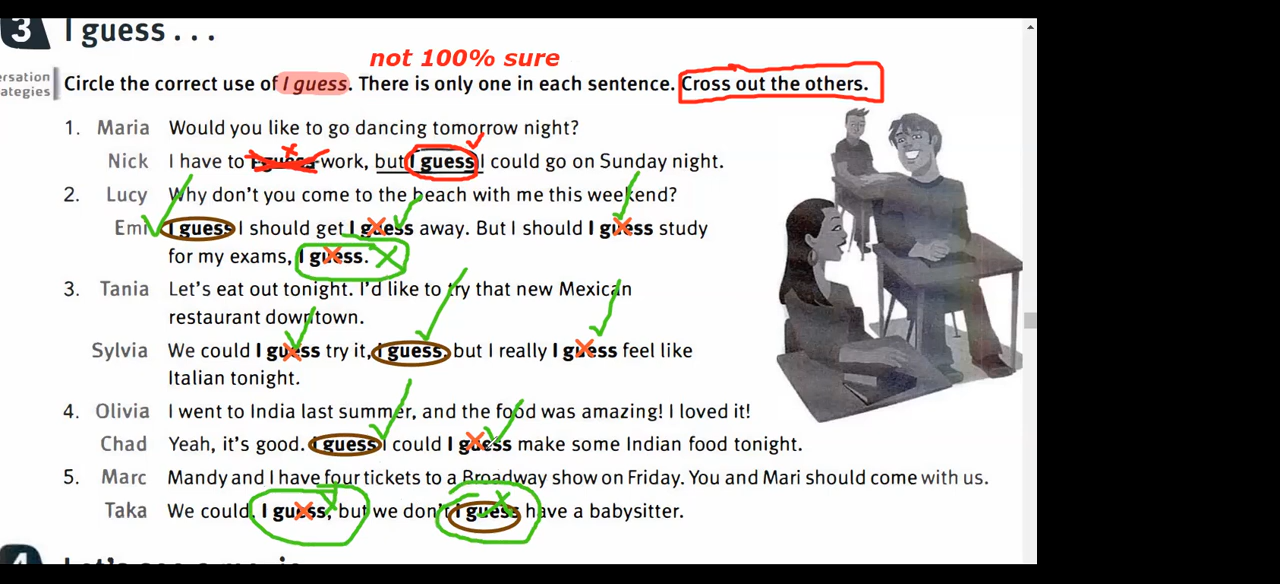 3 I guess . . .
not 100% sure
Circle the correct use of I guess. There is only one in each sentence. Cross out the others.
1. Maria Would you like to go dancing tomorrow night?
Nick I have to I guess work, but I guess I could go on Sunday night.
2. Lucy Why don't you come to the beach with me this weekend?
Emi I guess I should get I guess away. But I should I guess study
for my exams, I guess.
3. Tania Let's eat out tonight. I'd like to try that new Mexican
restaurant downtown.
Sylvia We could I guess try it, I guess, but I really I guess feel like
Italian tonight.
4. Olivia I went to India last summer, and the food was amazing! I loved it!
Chad Yeah, it's good. I guess I could I guess make some Indian food tonight.
5. Marc Mandy and I have four tickets to a Broadway show on Friday. You and Mari should come with us.
Taka We could, I guess, but we don't I guess have a babysitter.